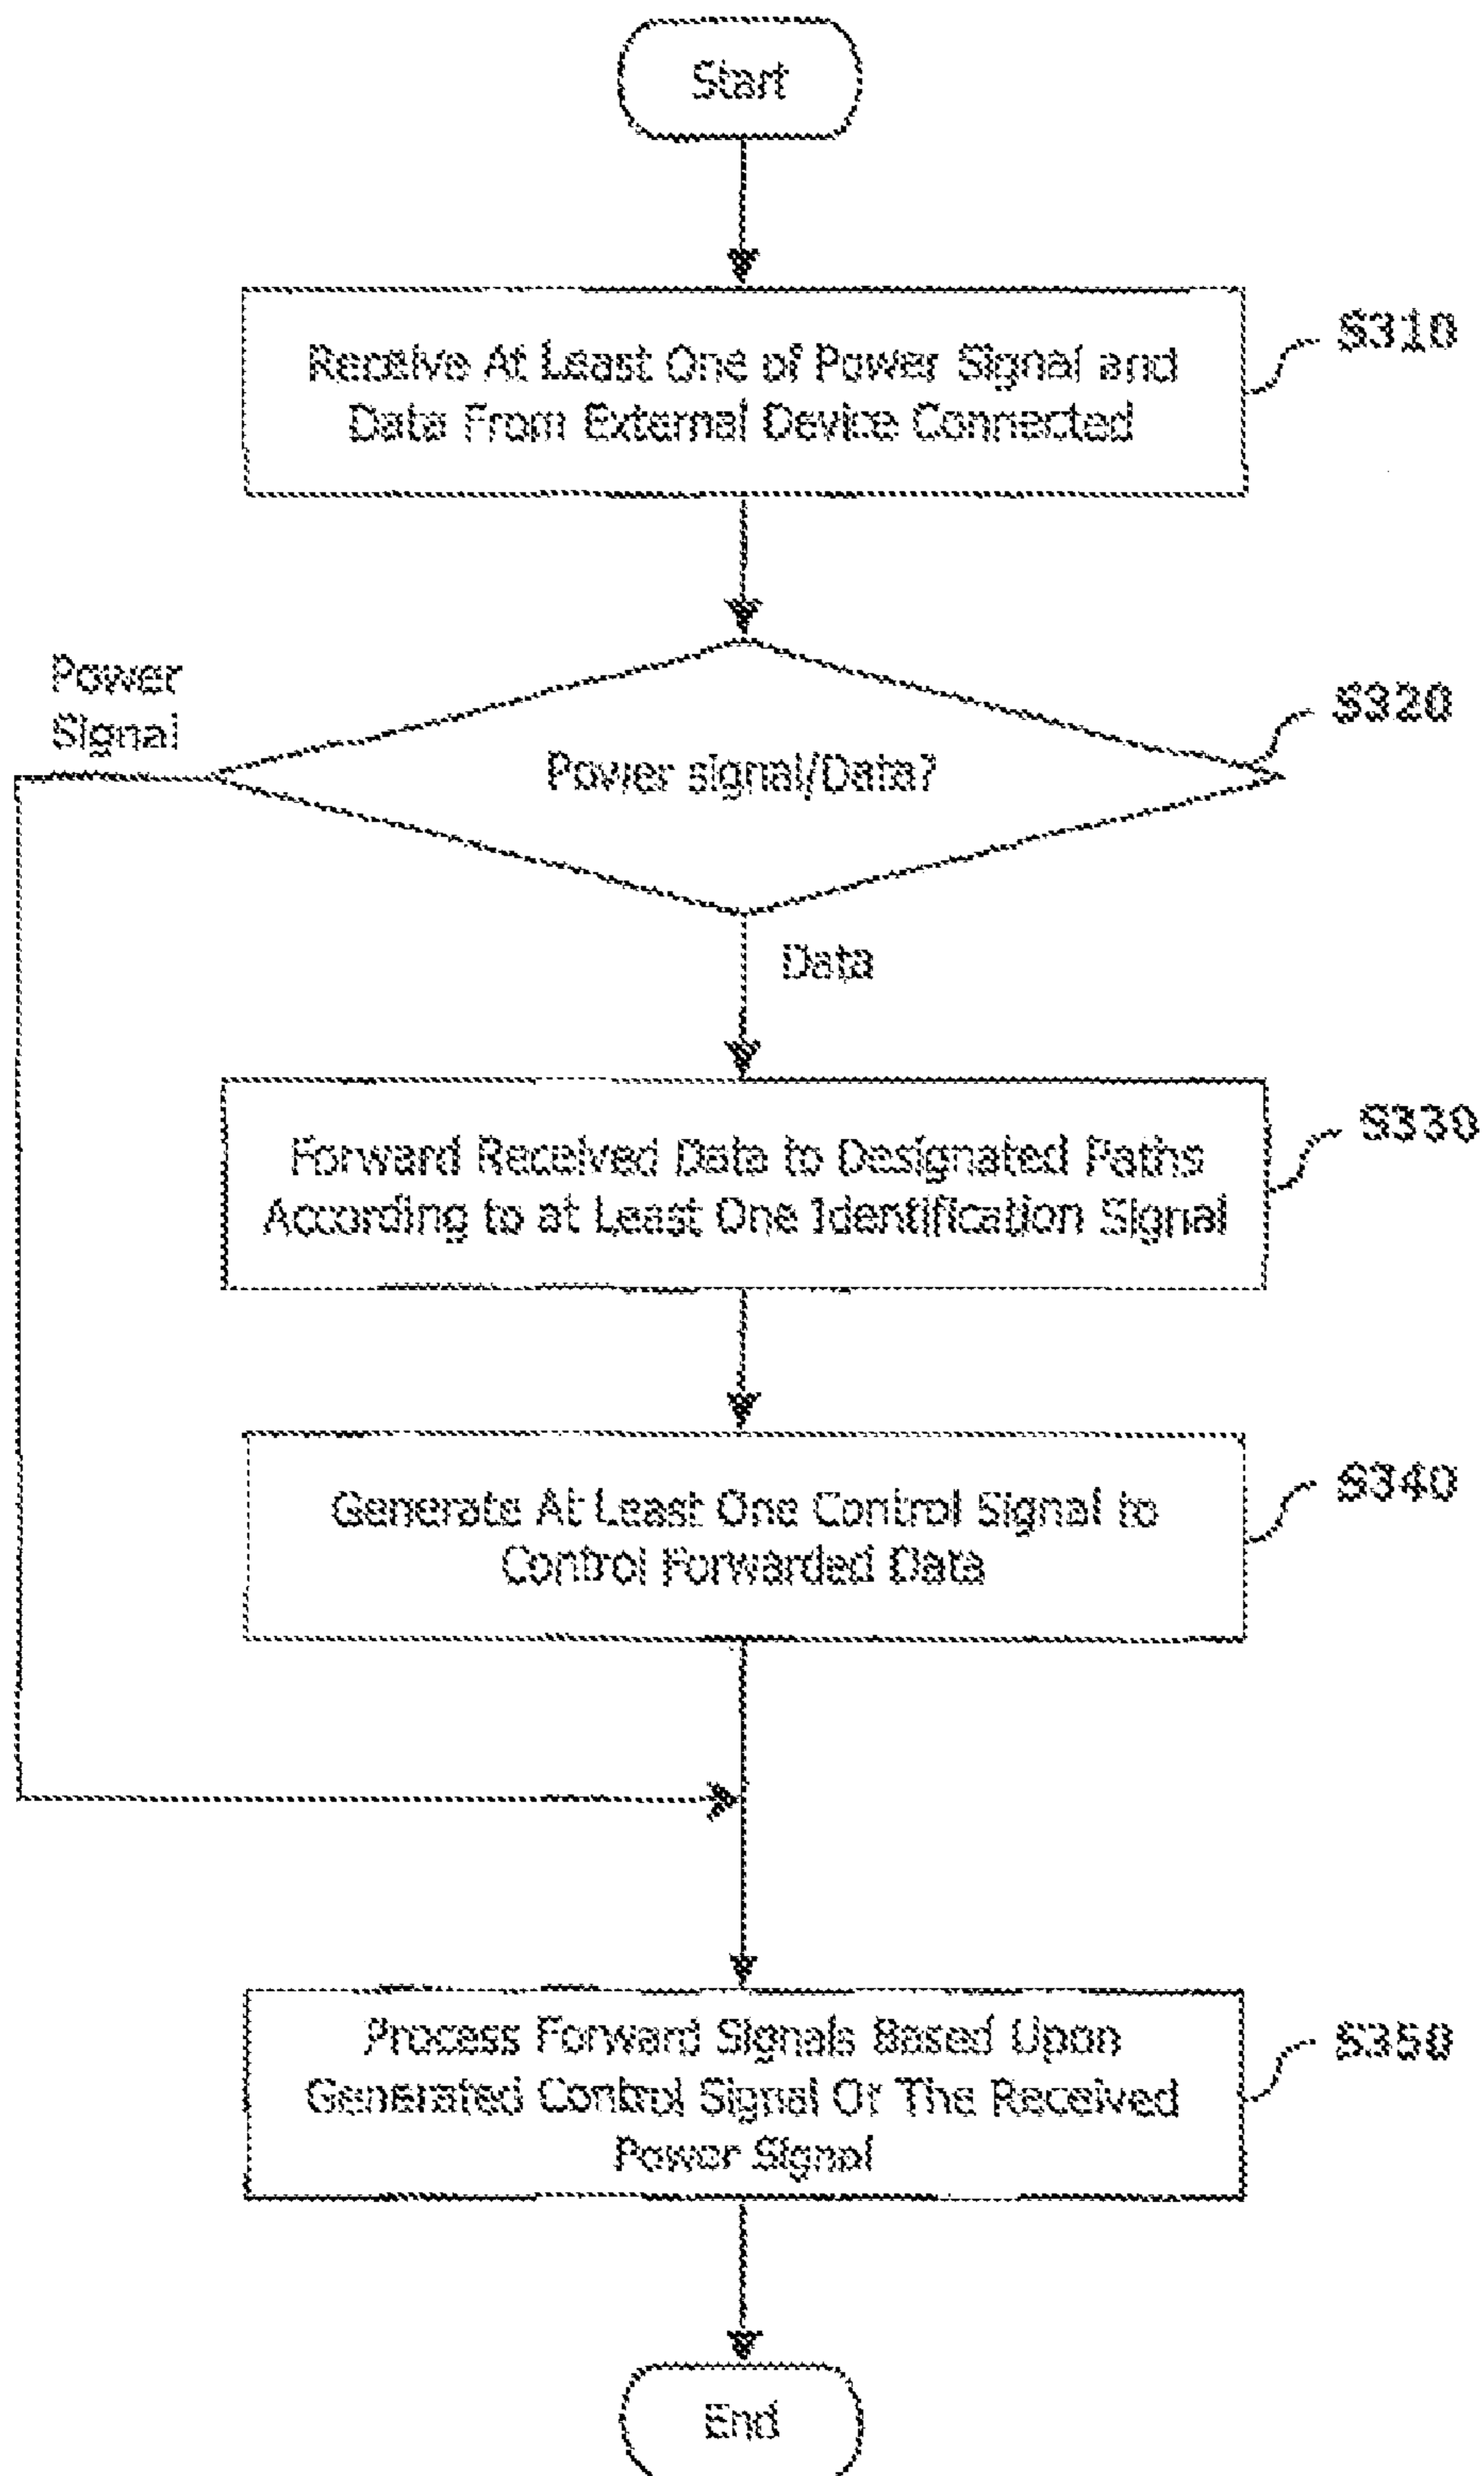 Start
Receive At Least One of Power Signal and
Data From External Device Connected
S310
Power
Signal
Power signal/Data?
S320
Data
Forward Received Data to Designated Paths
According to at Least One Identification Signal
S330
Generate At Least One Control Signal to
Control Forwarded Data
S340
Process Forward Signals Based Upon
Generated Control Signal Or The Received
Power Signal
S350
End